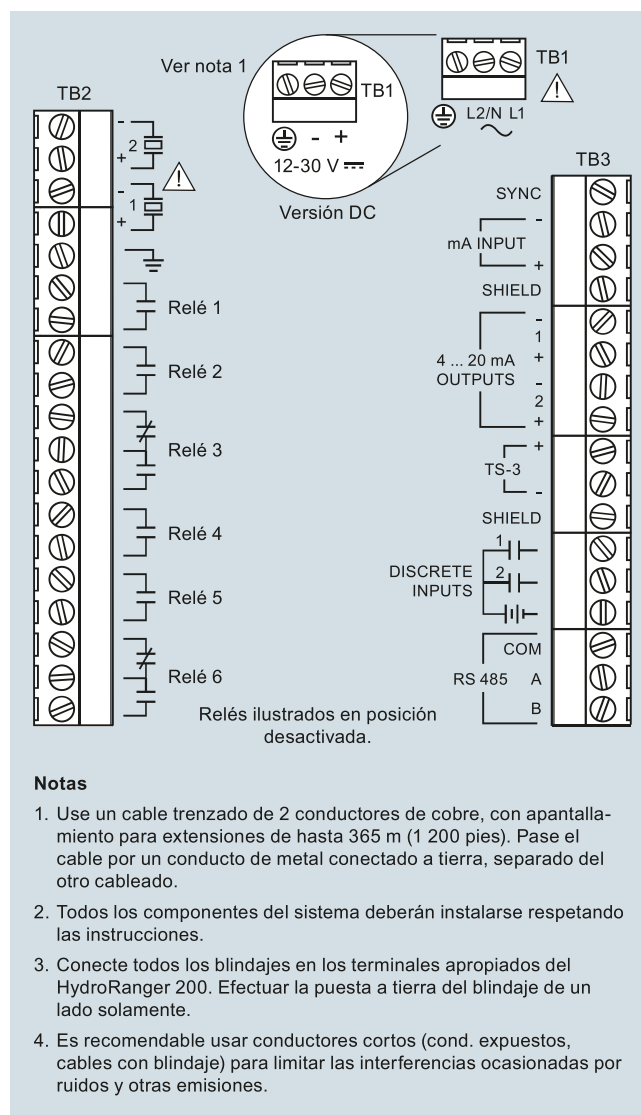 Ver nota 1
TB1
TB1
L2/N L1
- +
12-30 V
Versión DC
TB2
-
2
+
-
1
+
Relé 1
Relé 2
Relé 3
Relé 4
Relé 5
Relé 6
TB3
SYNC
-
mA INPUT
+
SHIELD
-
1
+
4 ... 20 mA
OUTPUTS
-
2
+
+
TS-3
-
SHIELD
1
DISCRETE
2
INPUTS
COM
RS 485 A
B
Relés ilustrados en posición
desactivada.
Notas
1. Use un cable trenzado de 2 conductores de cobre, con apantalla-
miento para extensiones de hasta 365 m (1 200 pies). Pase el
cable por un conducto de metal conectado a tierra, separado del
otro cableado.
2. Todos los componentes del sistema deberán instalarse respetando
las instrucciones.
3. Conecte todos los blindajes en los terminales apropiados del
HydroRanger 200. Efectuar la puesta a tierra del blindaje de un
lado solamente.
4. Es recomendable usar conductores cortos (cond. expuestos,
cables con blindaje) para limitar las interferencias ocasionadas por
ruidos y otras emisiones.